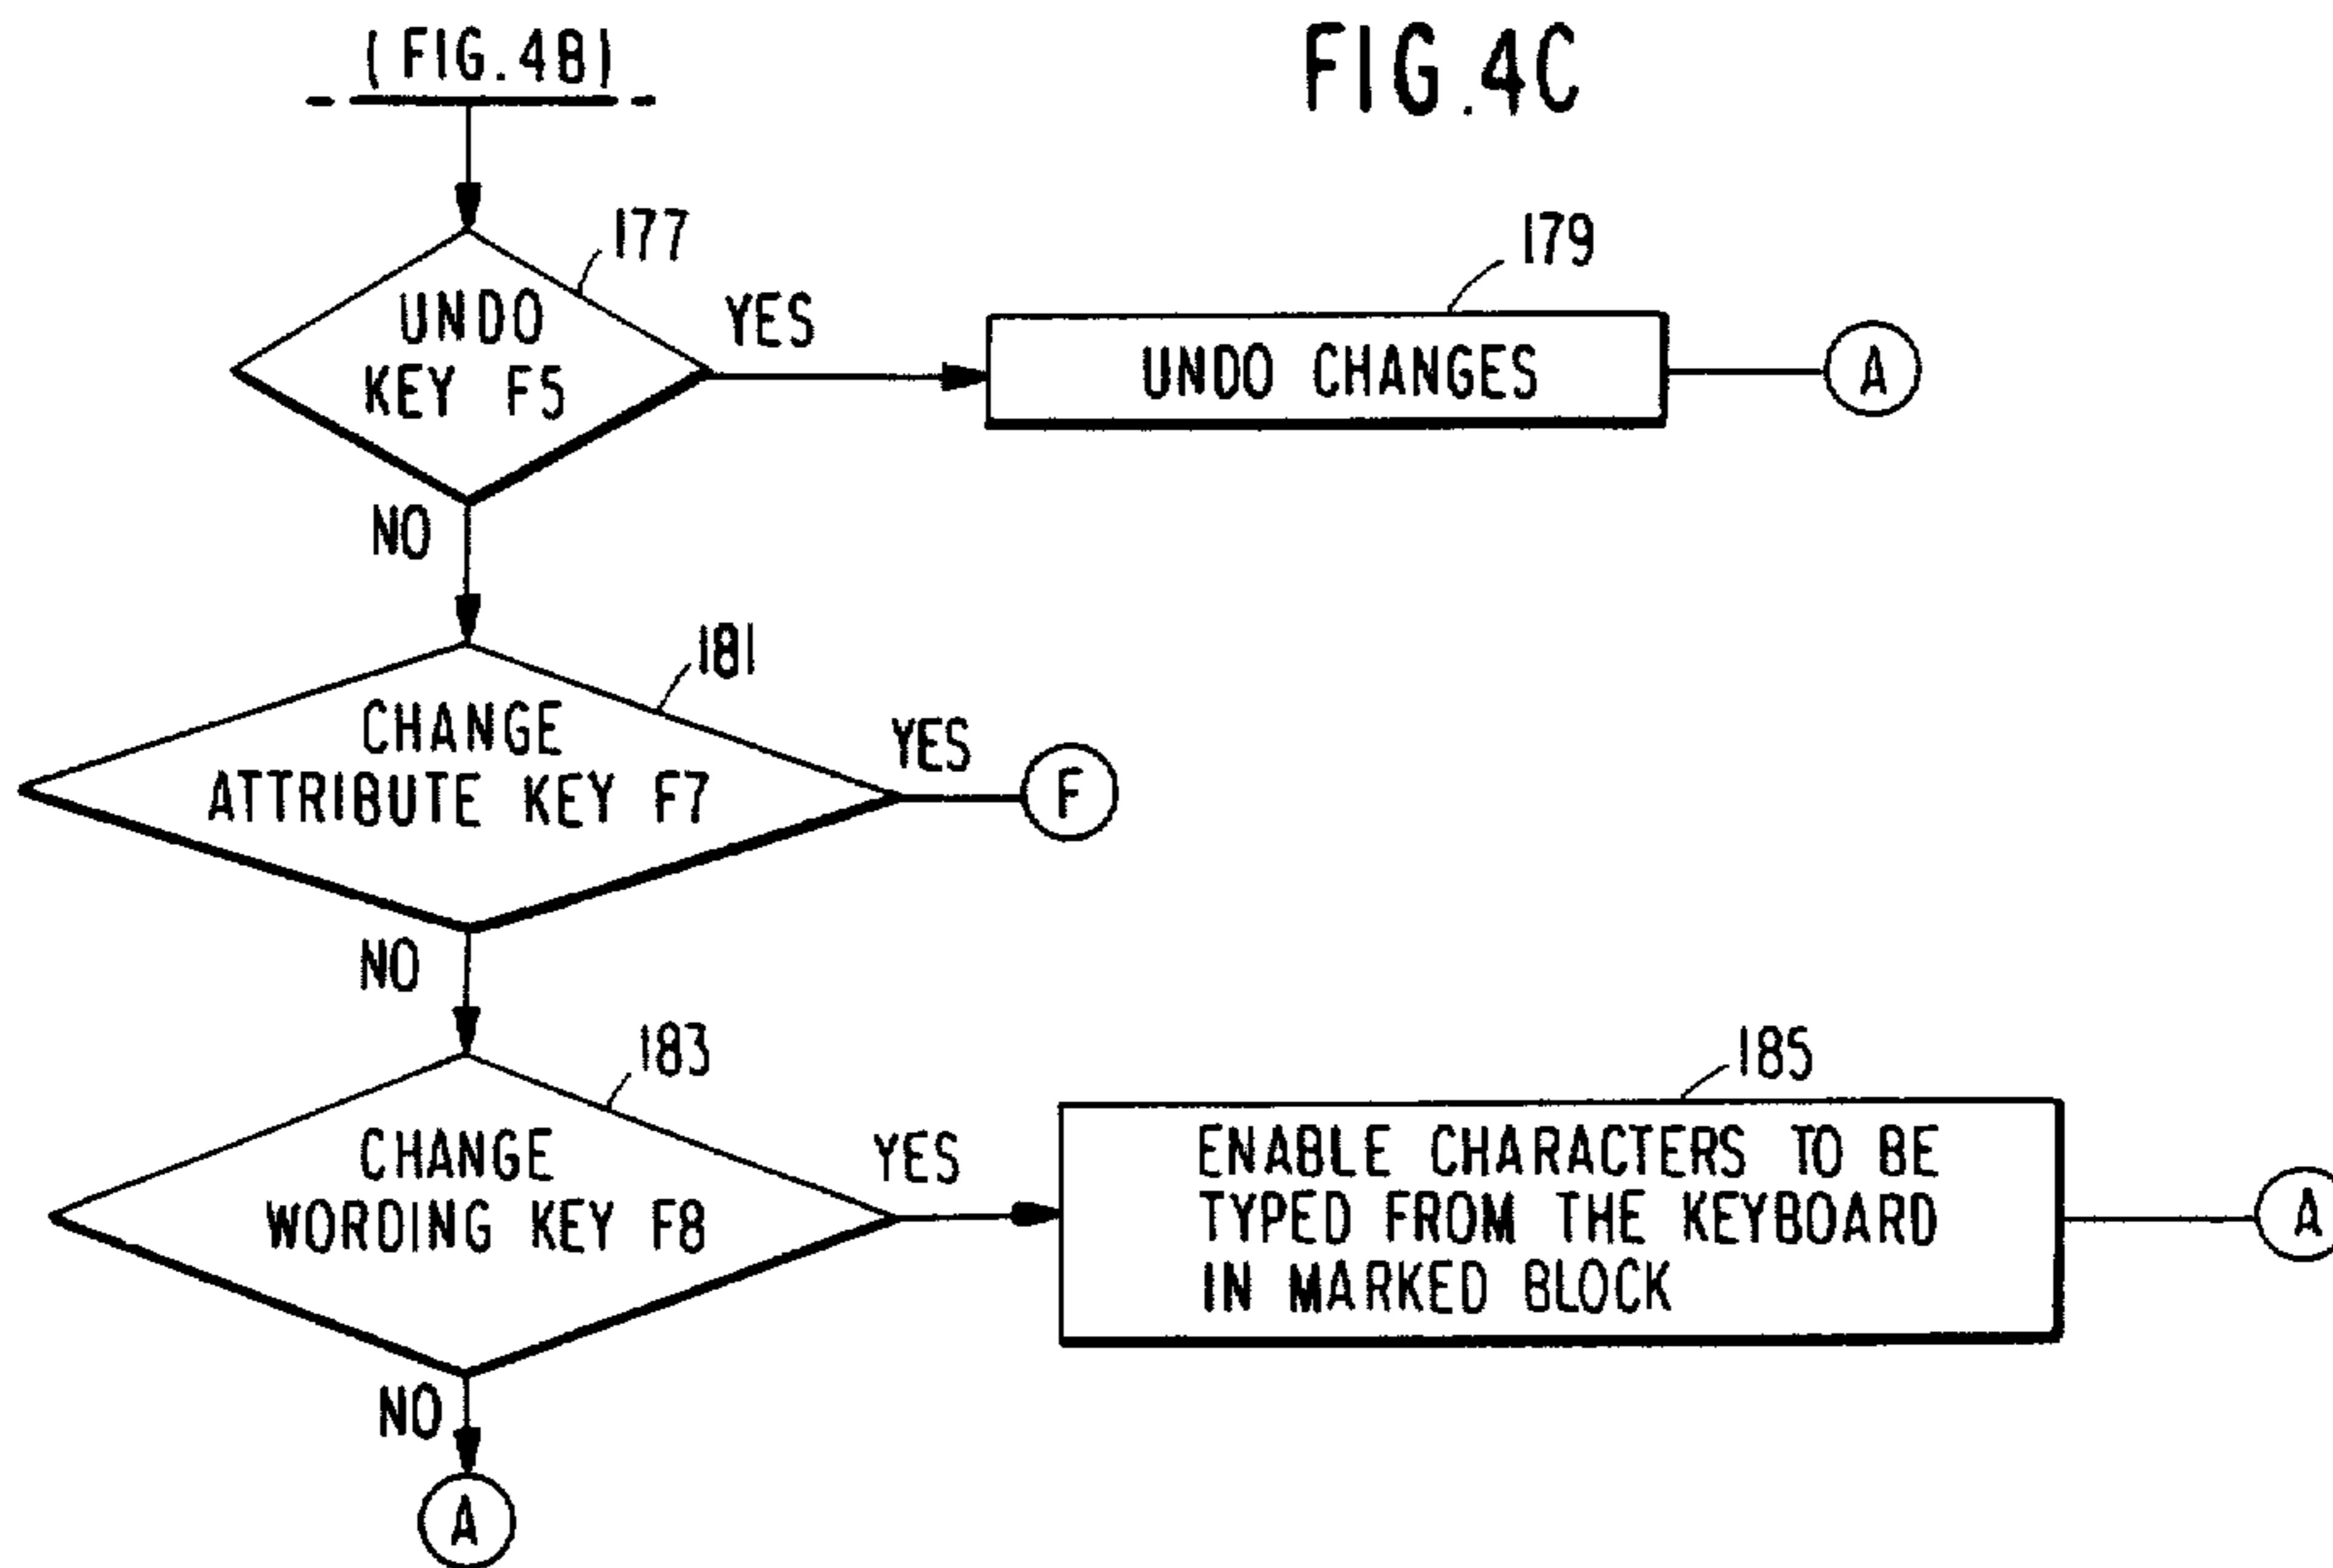 (FIG.4B)
FIG.4C
177
179
UNDO
KEY F5
YES
UNDO CHANGES
A
NO
181
CHANGE
ATTRIBUTE KEY F7
YES
F
NO
183
185
CHANGE
WORDING KEY F8
YES
ENABLE CHARACTERS TO BE
TYPED FROM THE KEYBOARD
IN MARKED BLOCK
A
NO
A